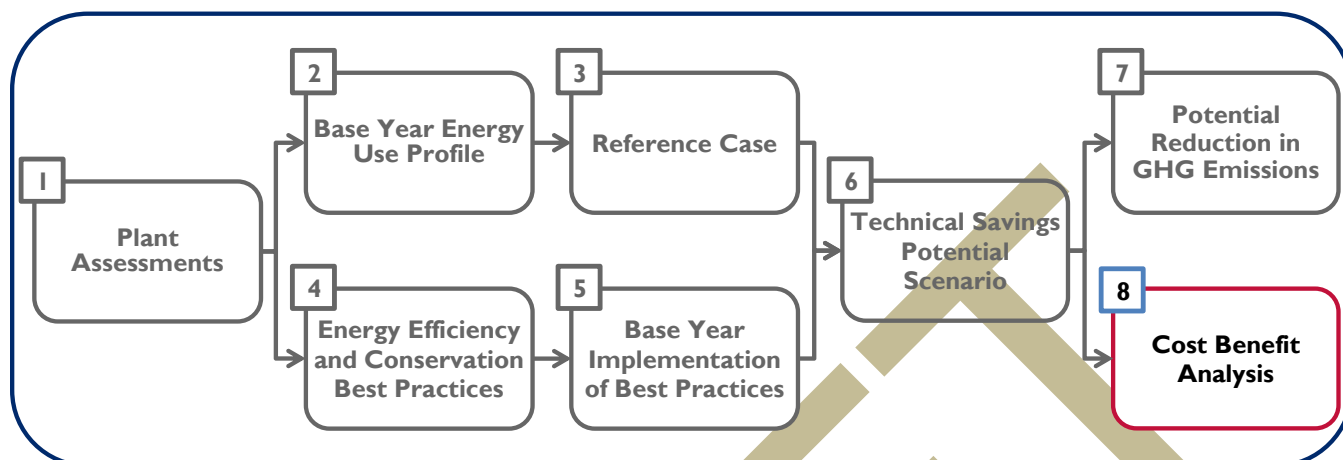 1
Plant
Assessments
2
Base Year Energy
Use Profile
3
Reference Case
4
Energy Efficiency
and Conservation
Best Practices
5
Base Year
Implementation
of Best Practices
6
Technical Savings
Potential
Scenario
7
Potential
Reduction in
GHG Emissions
8
Cost Benefit
Analysis